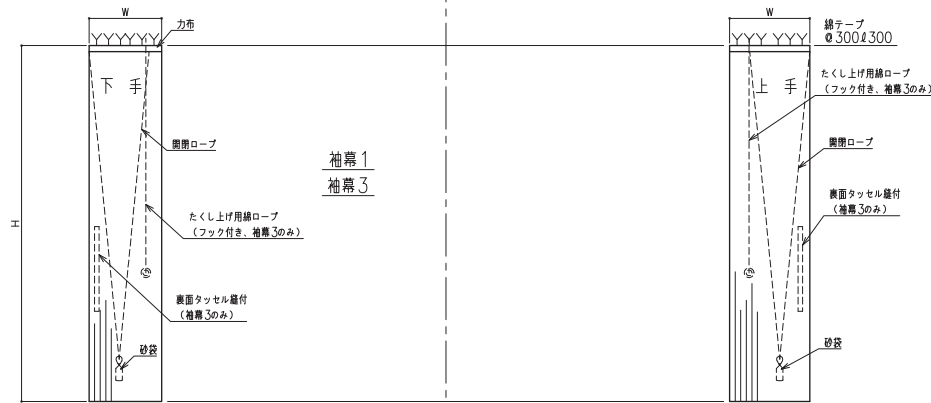 W
力布
下 手
開閉ロープ
たくし上げ用綿ロープ
(フック付き、袖幕3のみ)
裏面タッセル縫付
(袖幕3のみ)
砂袋
H
袖幕1
袖幕3
W
綿テープ
@300ℓ300
上 手
たくし上げ用綿ロープ
(フック付き、袖幕3のみ)
開閉ロープ
裏面タッセル縫付
(袖幕3のみ)
砂袋